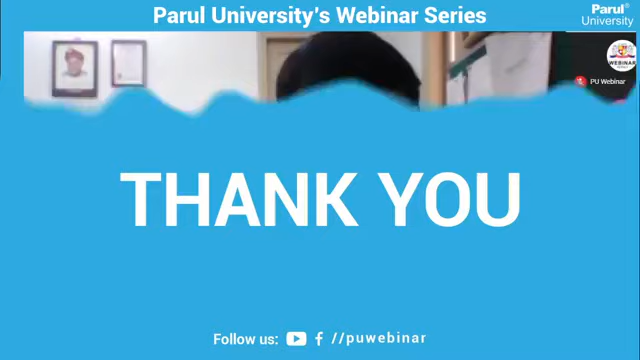 Parul University's Webinar Series
Parul®
University
WEBINAR
PU Webinar
THANK YOU
Follow us: //puwebinar